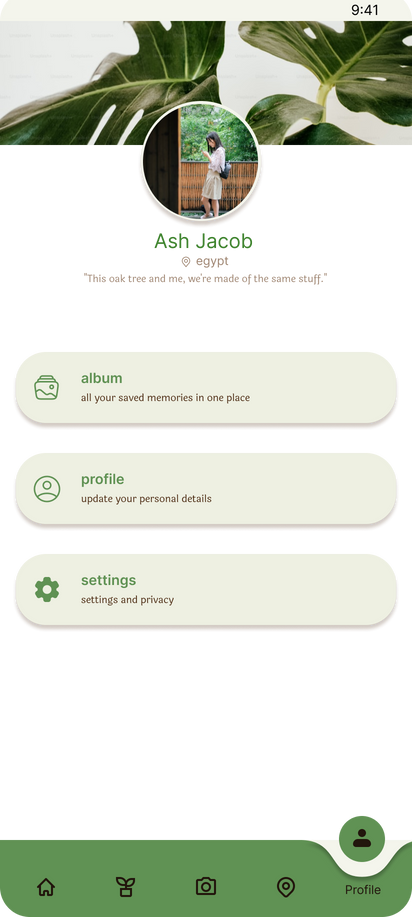 9:41
Ash Jacob
egypt
"This oak tree and me, we're made of the same stuff."
album
all your saved memories in one place
profile
update your personal details
settings
settings and privacy
Profile